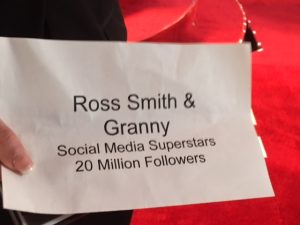 Ross Smith &
Granny
Social Media Superstars
20 Million Followers